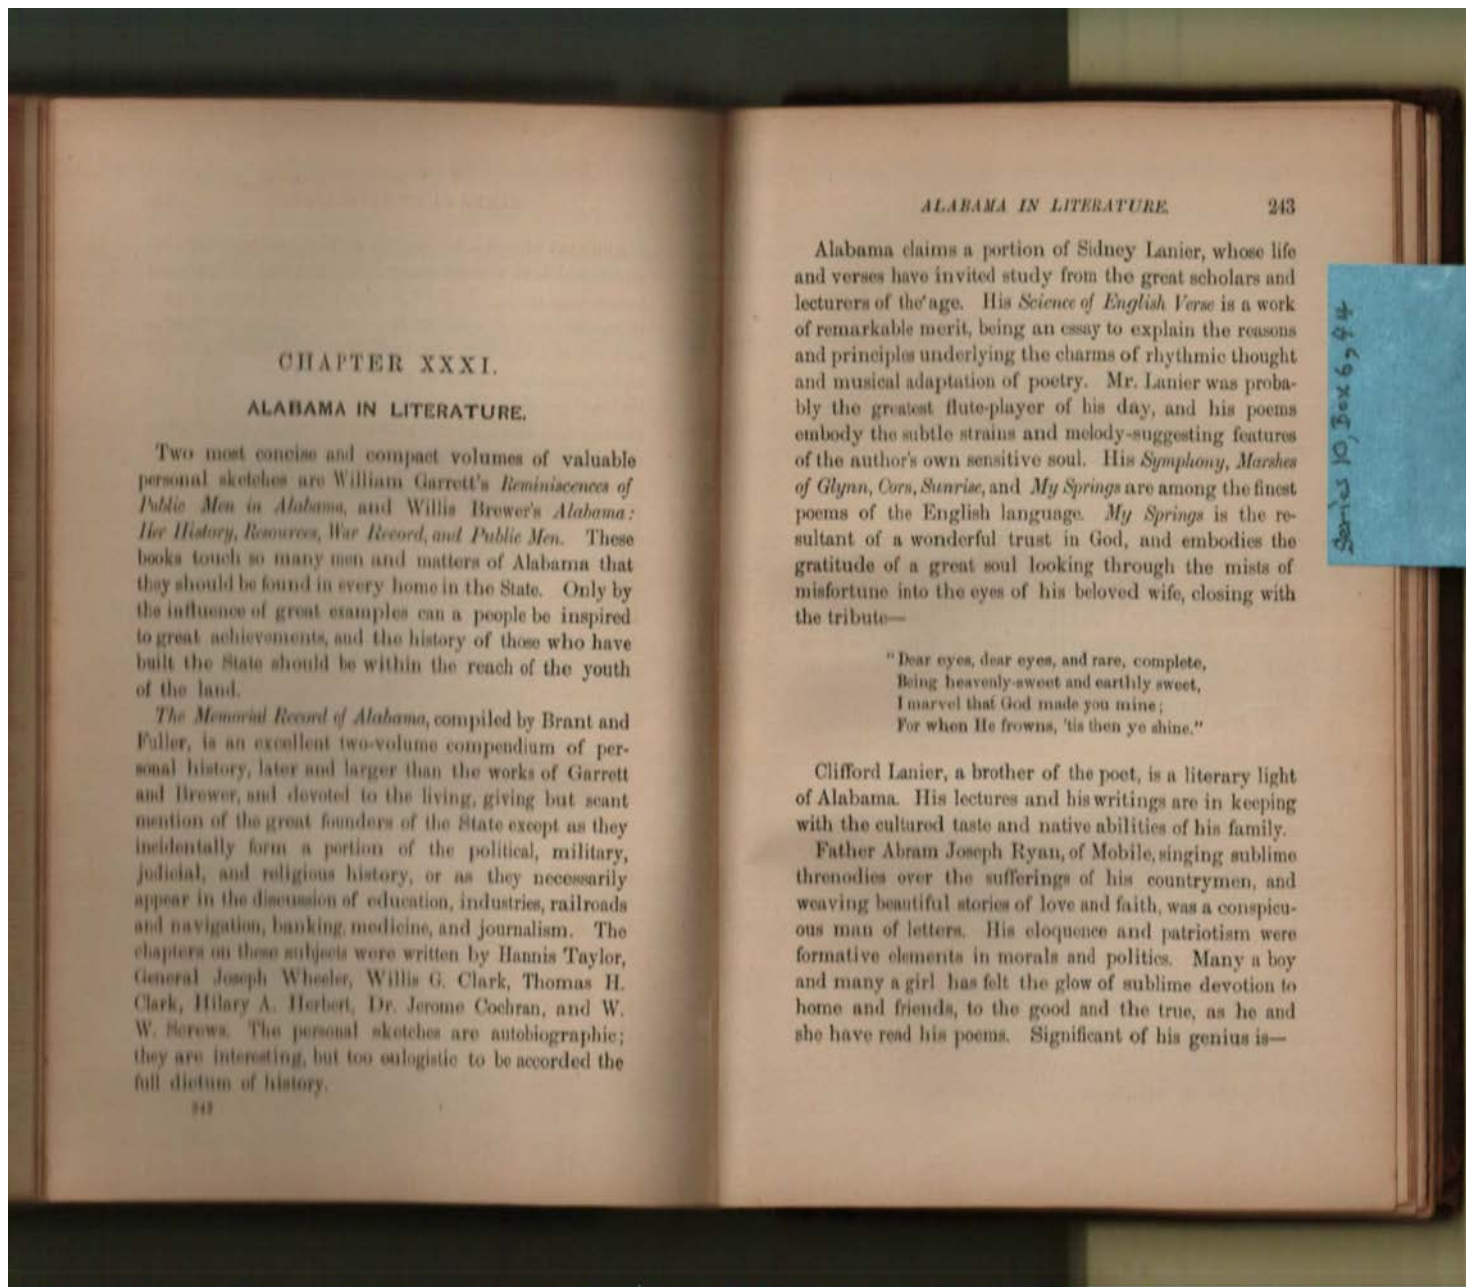 CHAPTER XXXI.
ALABAMA IN LITERATURE.
Two most concise and compact volumes of valuable
personal sketches are William Garrett's Reminiscences of
Public Men in Alabama, and Willis Brewer's Alabama:
Her History, Resources, War Record, and Public Men. These
books touch so many men and matters of Alabama that
they should be found in every home in the State. Only by
the influence of great examples can a people be inspired
to great achievements, and the history of those who have
built the State should be within the reach of the youth
of the land.
The Memorial Record of Alabama, compiled by Brant and
Fuller, is an excellent two-volume compendium of per-
sonal history, later and larger than the works of Garrett
and Brewer, and devoted to the living, giving but scant
mention of the great founders of the State except as they
incidentally form a portion of the political, military,
judicial, and religious history, or as they necessarily
appear in the discussion of education, industries, railroads
and navigation, banking, medicine, and journalism. The
chapters on these subjects were written by Hannis Taylor,
General Joseph Wheeler, Willis G. Clark, Thomas H.
Clark, Hilary A. Herbert, Dr. Jerome Cochran, and W.
W. Screws. The personal sketches are autobiographic;
they are interesting, but too eulogistic to be accorded the
full dictum of history.
242
ALABAMA IN LITERATURE. 243
Alabama claims a portion of Sidney Lanier, whose life
and verses have invited study from the great scholars and
lecturers of the age. His Science of English Verse is a work
of remarkable merit, being an essay to explain the reasons
and principles underlying the charms of rhythmic thought
and musical adaptation of poetry. Mr. Lanier was proba-
bly the greatest flute-player of his day, and his poems
embody the subtle strains and melody-suggesting features
of the author's own sensitive soul. His Symphony, Marshes
of Glynn, Corn, Sunrise, and My Springs are among the finest
poems of the English language. My Springs is the re-
sultant of a wonderful trust in God, and embodies the
gratitude of a great soul looking through the mists of
misfortune into the eyes of his beloved wife, closing with
the tribute—
"Dear eyes, dear eyes, and rare, complete,
Being heavenly-sweet and earthly sweet,
I marvel that God made you mine;
For when He frowns, 'tis then ye shine."
Clifford Lanier, a brother of the poet, is a literary light
of Alabama. His lectures and his writings are in keeping
with the cultured taste and native abilities of his family.
Father Abram Joseph Ryan, of Mobile, singing sublime
threnodies over the sufferings of his countrymen, and
weaving beautiful stories of love and faith, was a conspicu-
ous man of letters. His eloquence and patriotism were
formative elements in morals and politics. Many a boy
and many a girl has felt the glow of sublime devotion to
home and friends, to the good and the true, as he and
she have read his poems. Significant of his genius is—
Series 10, Box 6, 94